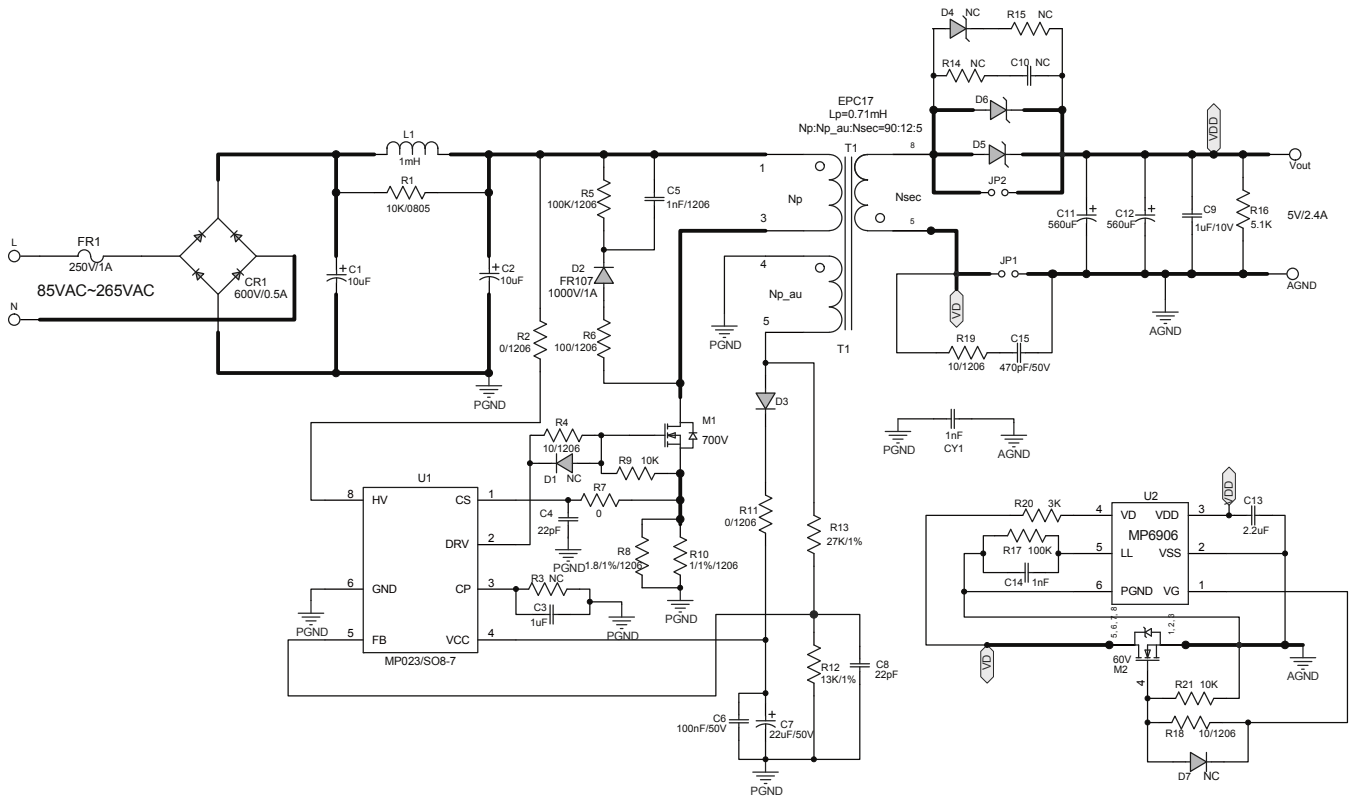 D4 NC
R15 NC
R14 NC
C10 NC
EPC17
Lp=0.71mH
Np:Np_au:Nsec=90:12:5
D6
VDD
L1
1mH
T1
8
D5
Vout
R1
10K/0805
1
R5
100K/1206
C5
1nF/1206
Np
Nsec
JP2
C11
560uF
C12
560uF
C9
1uF/10V
R16
5.1K
5V/2.4A
3
5
L
FR1
250V/1A
D2
FR107
1000V/1A
4
JP1
C1
10uF
C2
10uF
CR1
600V/0.5A
85VAC~265VAC
Np_au
AGND
N
VD
AGND
5
PGND
R2
0/1206
R6
100/1206
T1
R19
10/1206
C15
470pF/50V
PGND
D3
M1
700V
R4
10/1206
PGND
1nF
CY1
AGND
D1 NC
R9 10K
U1
8
HV
CS
1
R7
0
C4
22pF
R11
0/1206
R13
27K/1%
U2
VDD
C13
2.2uF
R20 3K
4
VD
VDD
3
MP6906
R17 100K
5
LL
VSS
2
C14 1nF
6
PGND
VG
1
DRV
2
PGND
R8
1.8/1%/1206
R10
1/1%/1206
6
GND
CP
3
R3 NC
C3
1uF
PGND
PGND
PGND
5
FB
VCC
4
MP023/SO8-7
5, 6, 7, 8
1, 2, 3
60V
M2
VD
AGND
4
R12
13K/1%
C8
22pF
R21 10K
R18 10/1206
D7 NC
C6
100nF/50V
C7
22uF/50V
PGND